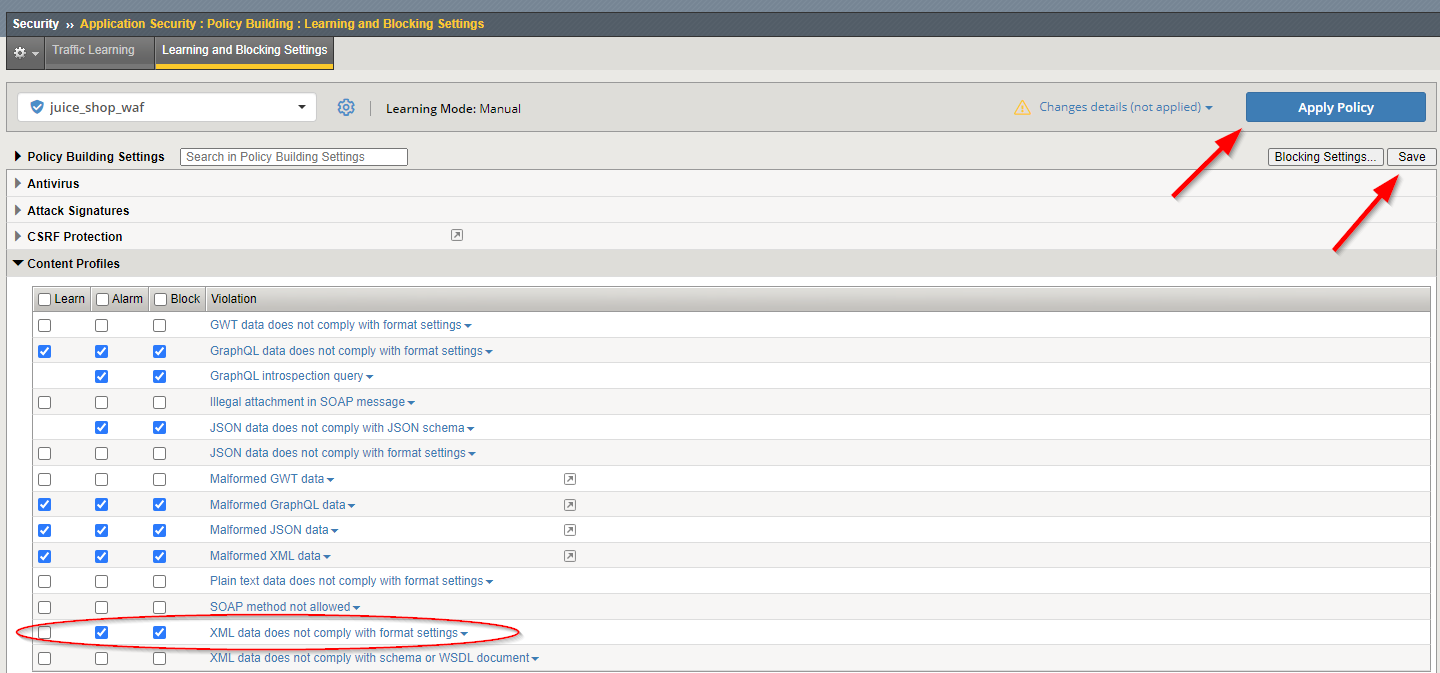 Security ›› Application Security : Policy Building : Learning and Blocking Settings
Traffic Learning Learning and Blocking Settings
juice_shop_waf Learning Mode: Manual Changes details (not applied) Apply Policy
Policy Building Settings Search in Policy Building Settings Blocking Settings... Save
Antivirus
Attack Signatures
CSRF Protection
Content Profiles
Learn Alarm Block Violation
GWT data does not comply with format settings
GraphQL data does not comply with format settings
GraphQL introspection query
Illegal attachment in SOAP message
JSON data does not comply with JSON schema
JSON data does not comply with format settings
Malformed GWT data
Malformed GraphQL data
Malformed JSON data
Malformed XML data
Plain text data does not comply with format settings
SOAP method not allowed
XML data does not comply with format settings
XML data does not comply with schema or WSDL document